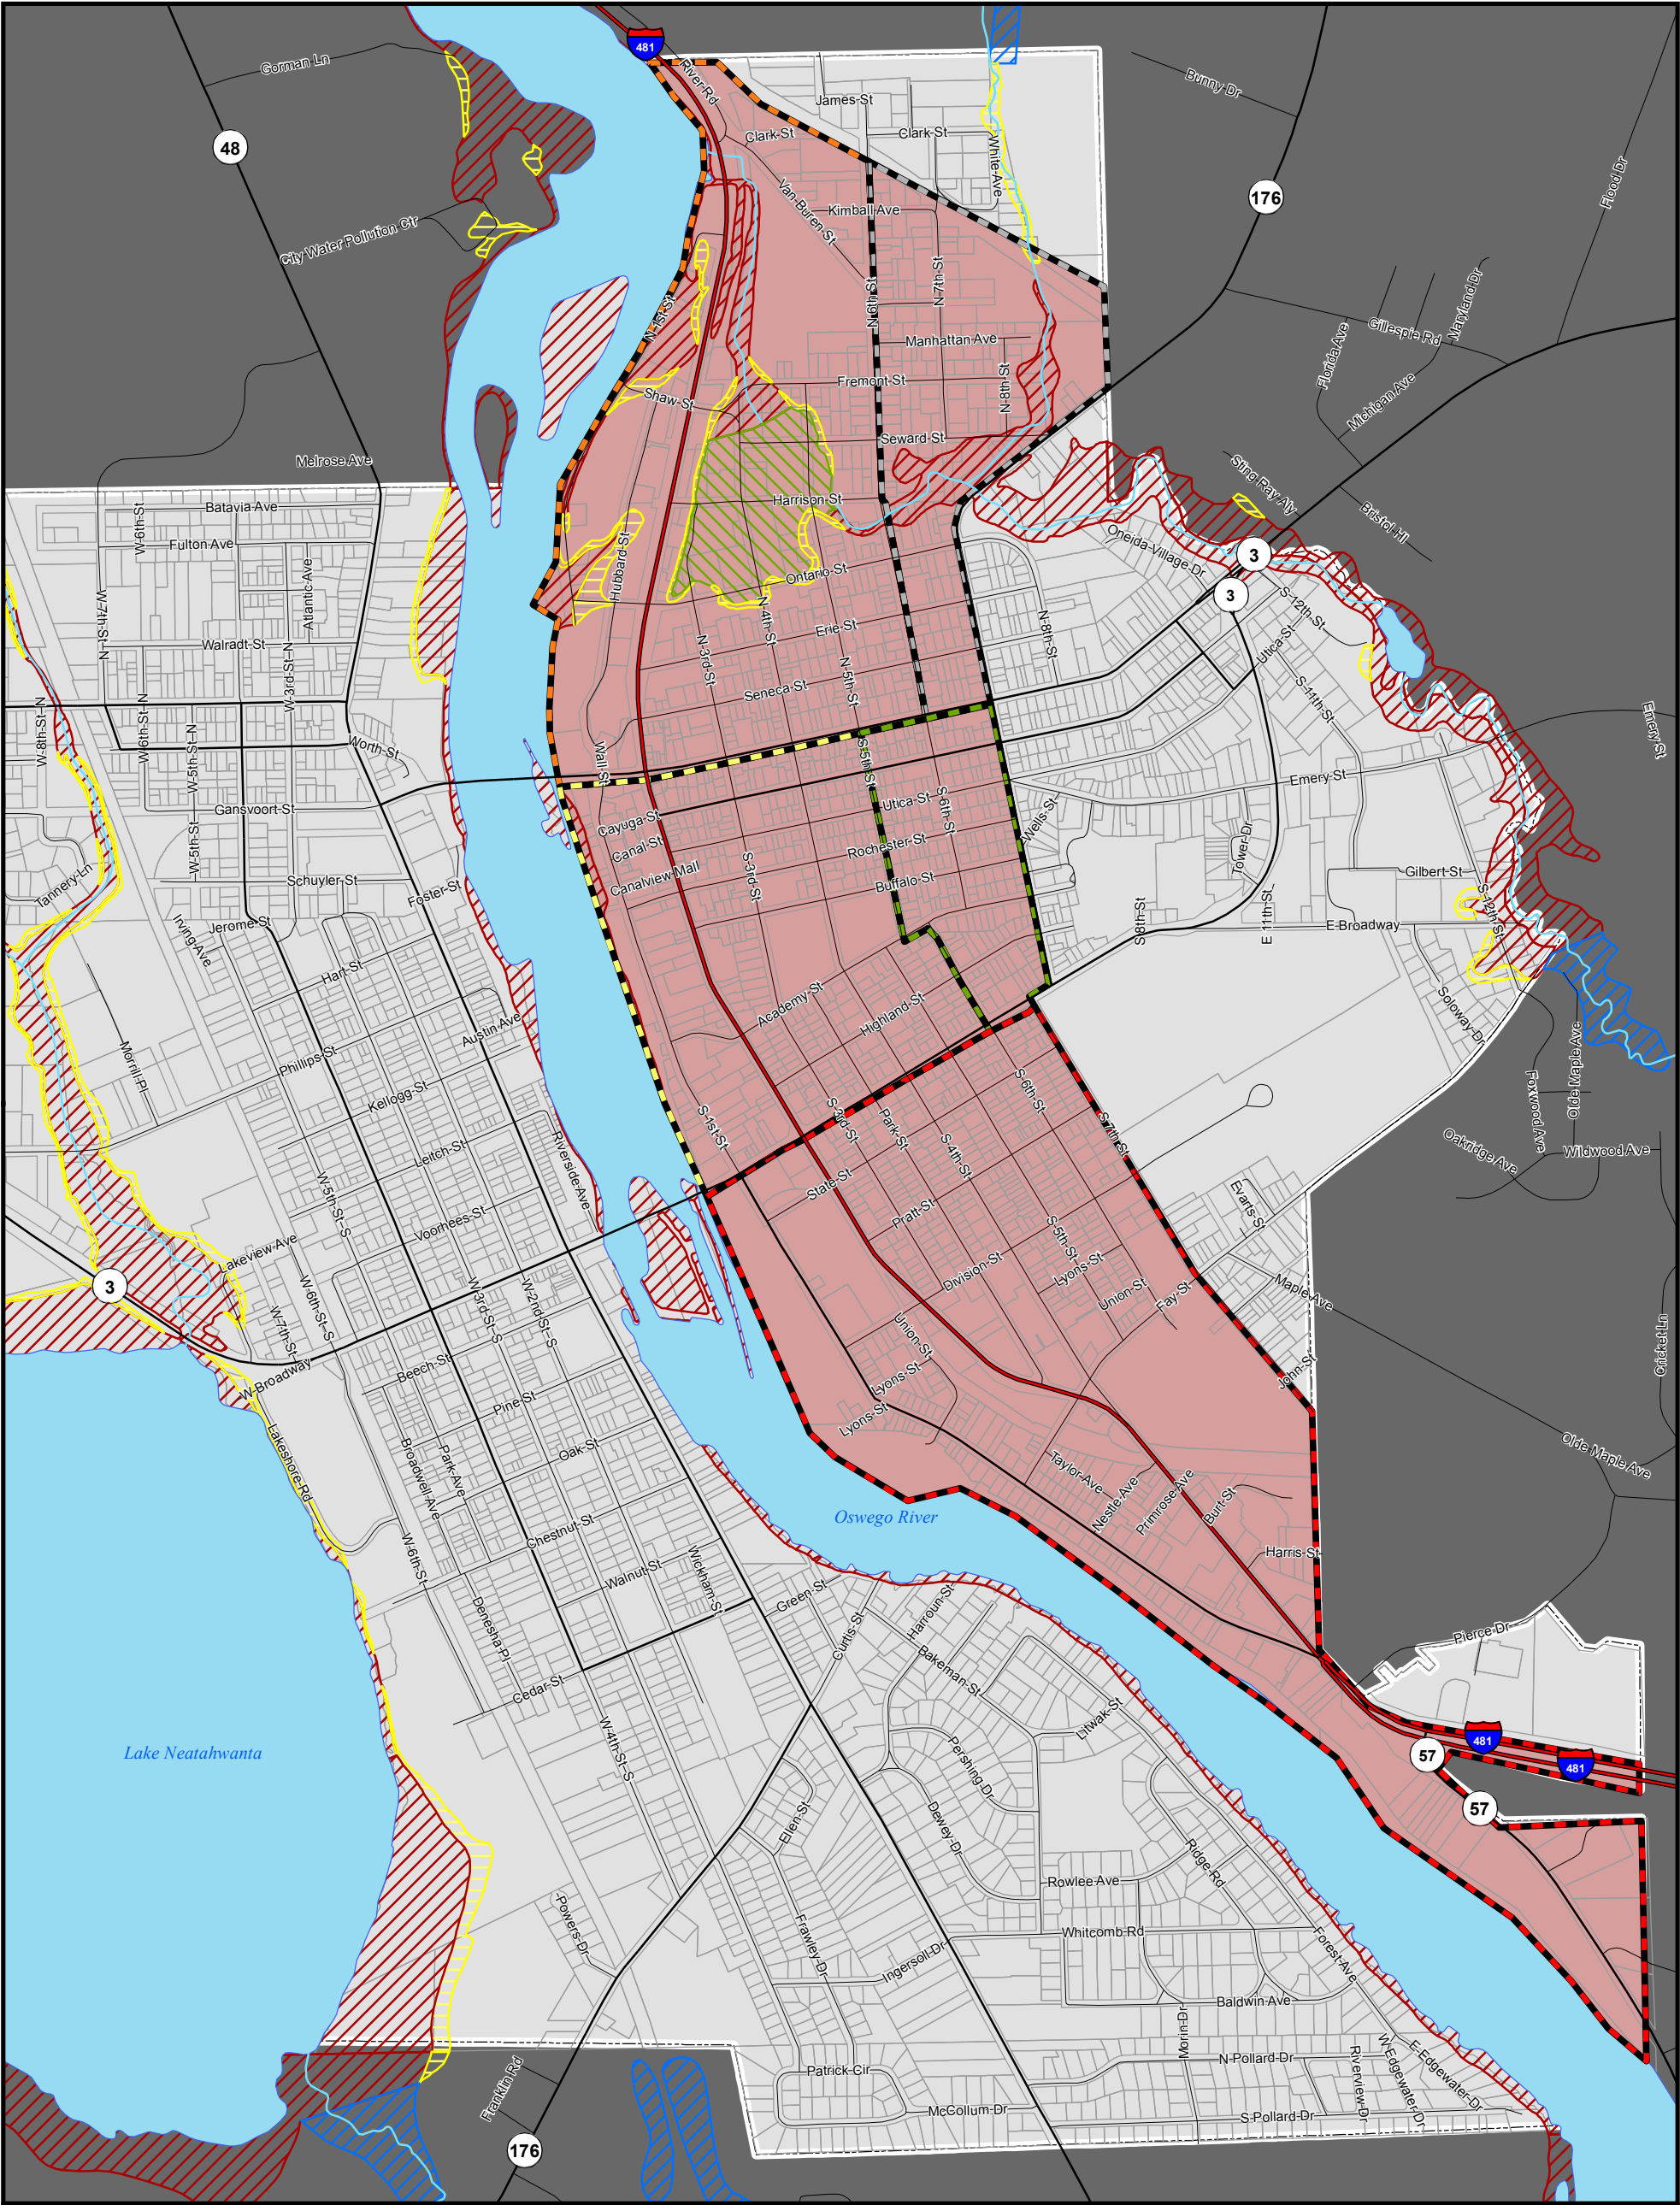 481
Gorman Ln
River Rd
Bunny Dr
James St
48
Clark St
Clark St
White Ave
176
Flood Dr
Van Buren St
Kimball Ave
City Water Pollution Ctr
N 7th St
N 6th St
N 1st St
Maryland Dr
Gillespie Rd
Florida Ave
Manhattan Ave
Fremont St
N 8th St
Michigan Ave
Shaw St
Seward St
Melrose Ave
Sting Ray Aly
Harrison St
Batavia Ave
W 6th St
Bristol Hl
Fulton Ave
Oneida Village Dr
3
Hubbard St
Atlantic Ave
Ontario St
3
S 12th St
W 7th St N
N 4th St
Erie St
N 8th St
Utica St
Walradt St
N 3rd St
W 3rd St N
N 5th St
Seneca St
S 11th St
W 8th St N
W 6th St N
W 5th St N
Worth St
Wall St
S 5th St
Emery St
Emery St
Gansvoort St
Utica St
S 6th St
Wells St
Cayuga St
W 5th St
Canal St
Rochester St
Tower Dr
Canalview Mall
S 3rd St
Buffalo St
Gilbert St
Schuyler St
Tannery Ln
Foster St
S 12th St
Jerome St
Irving Ave
S 8th St
E 11th St
E Broadway
Hart St
Academy St
Highland St
Soloway Dr
Austin Ave
Morrill Pl
Phillips St
Olde Maple Ave
Foxwood Ave
Kellogg St
S 6th St
S 1st St
S 3rd St
Park St
S 7th St
Leitch St
S 4th St
Oakridge Ave
Wildwood Ave
Riverside Ave
State St
W 5th St S
Evarts St
Voorhees St
Pratt St
S 5th St
Lakeview Ave
3
Division St
Lyons St
W 6th St S
W 3rd St S
W 2nd St S
Union St
Fay St
Maple Ave
W 7th St
Union St
Cricket Ln
W Broadway
Beech St
Lyons St
John St
Pine St
Lyons St
Lakeshore Rd
Broadwell Ave
Park Ave
Oak St
Taylor Ave
Olde Maple Ave
Nestle Ave
Primrose Ave
Burt St
Oswego River
Chestnut St
W 6th St
Harris St
Walnut St
Wickham St
Green St
Denesha Pl
Curtis St
Harroun St
Pierce Dr
Bakeman St
Cedar St
Litwak St
481
W 4th St S
Lake Neatahwanta
Pershing Dr
57
481
57
Ellen St
Dewey Dr
Ridge Rd
Rowlee Ave
Powers Dr
Frawley Dr
Whitcomb Rd
Ingersoll Dr
Forest Ave
Baldwin Ave
Morin Dr
Franklin Rd
Patrick Cir
N Pollard Dr
Riverview Dr
W Edgewater Dr
E Edgewater Dr
McCollum Dr
S Pollard Dr
176